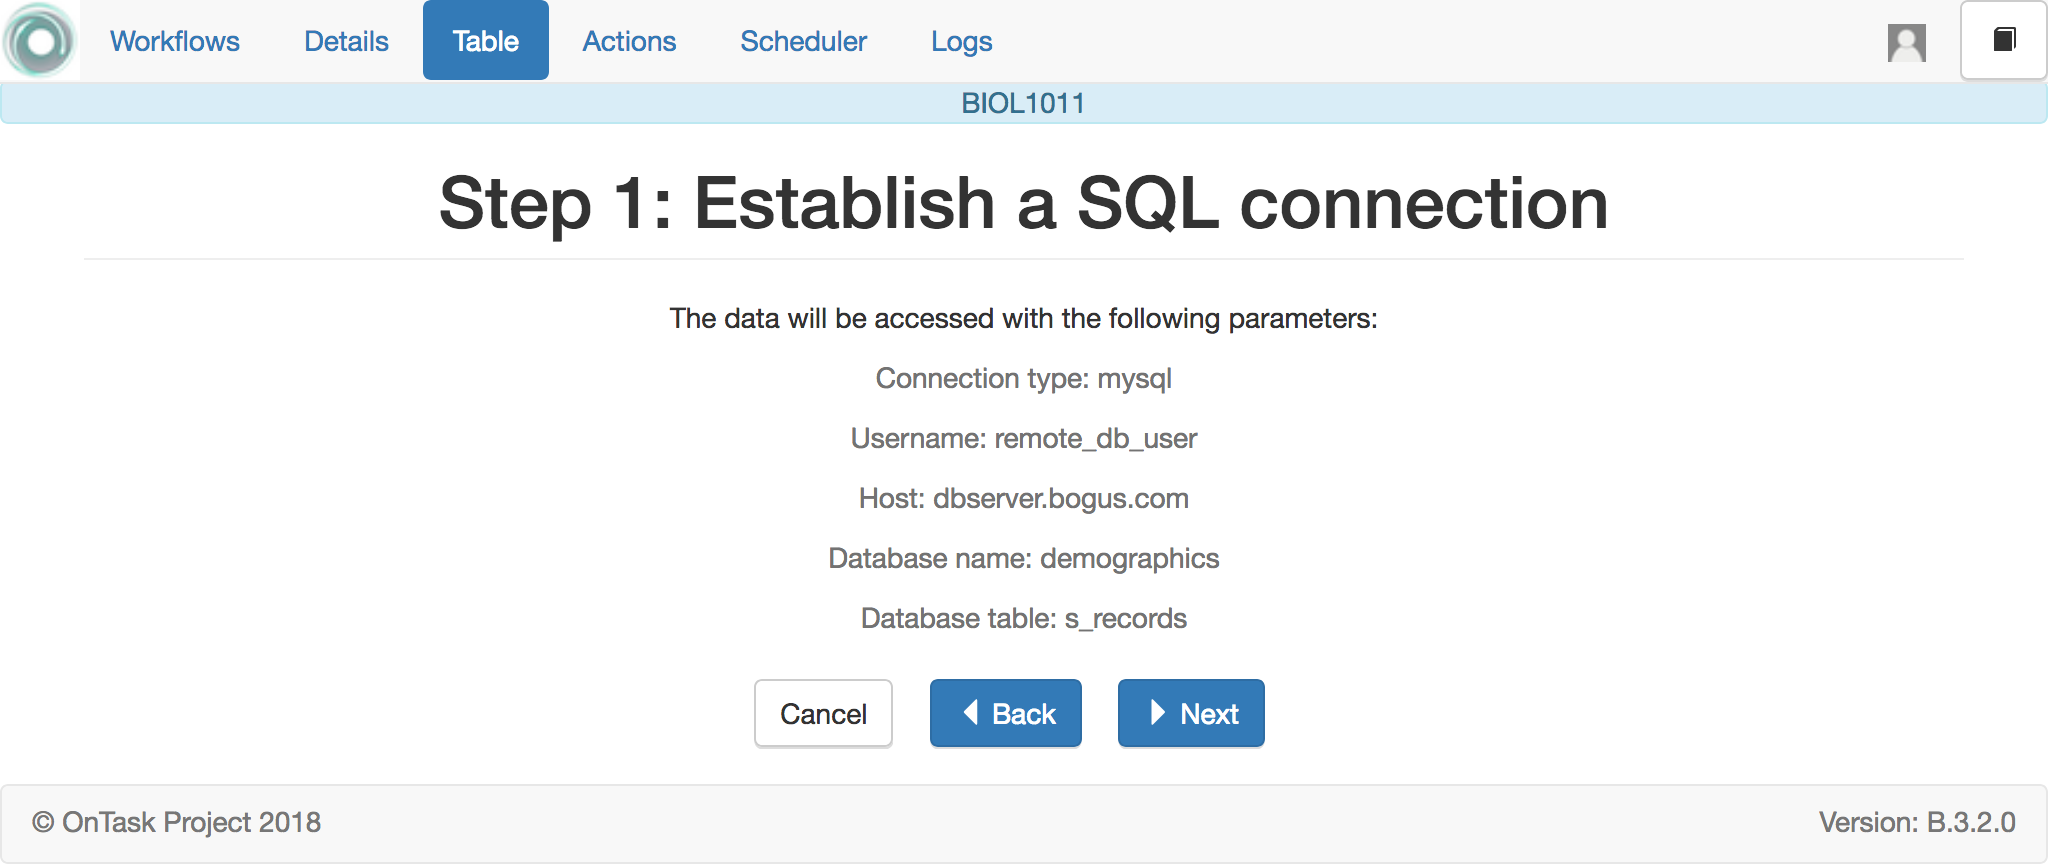 Workflows Details Table Actions Scheduler Logs
BIOL1011
Step 1: Establish a SQL connection
The data will be accessed with the following parameters:
Connection type: mysql
Username: remote_db_user
Host: dbserver.bogus.com
Database name: demographics
Database table: s_records
Cancel Back Next
© OnTask Project 2018 Version: B.3.2.0